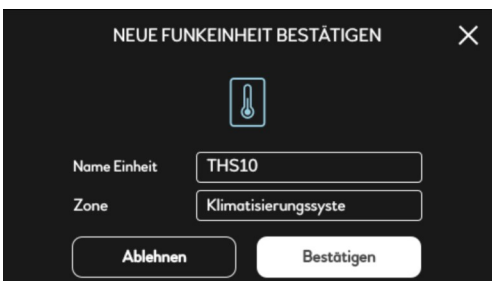 NEUE FUNKEINHEIT BESTÄTIGEN
Name Einheit THS10
Zone Klimatisierungssyste
Ablehnen Bestätigen